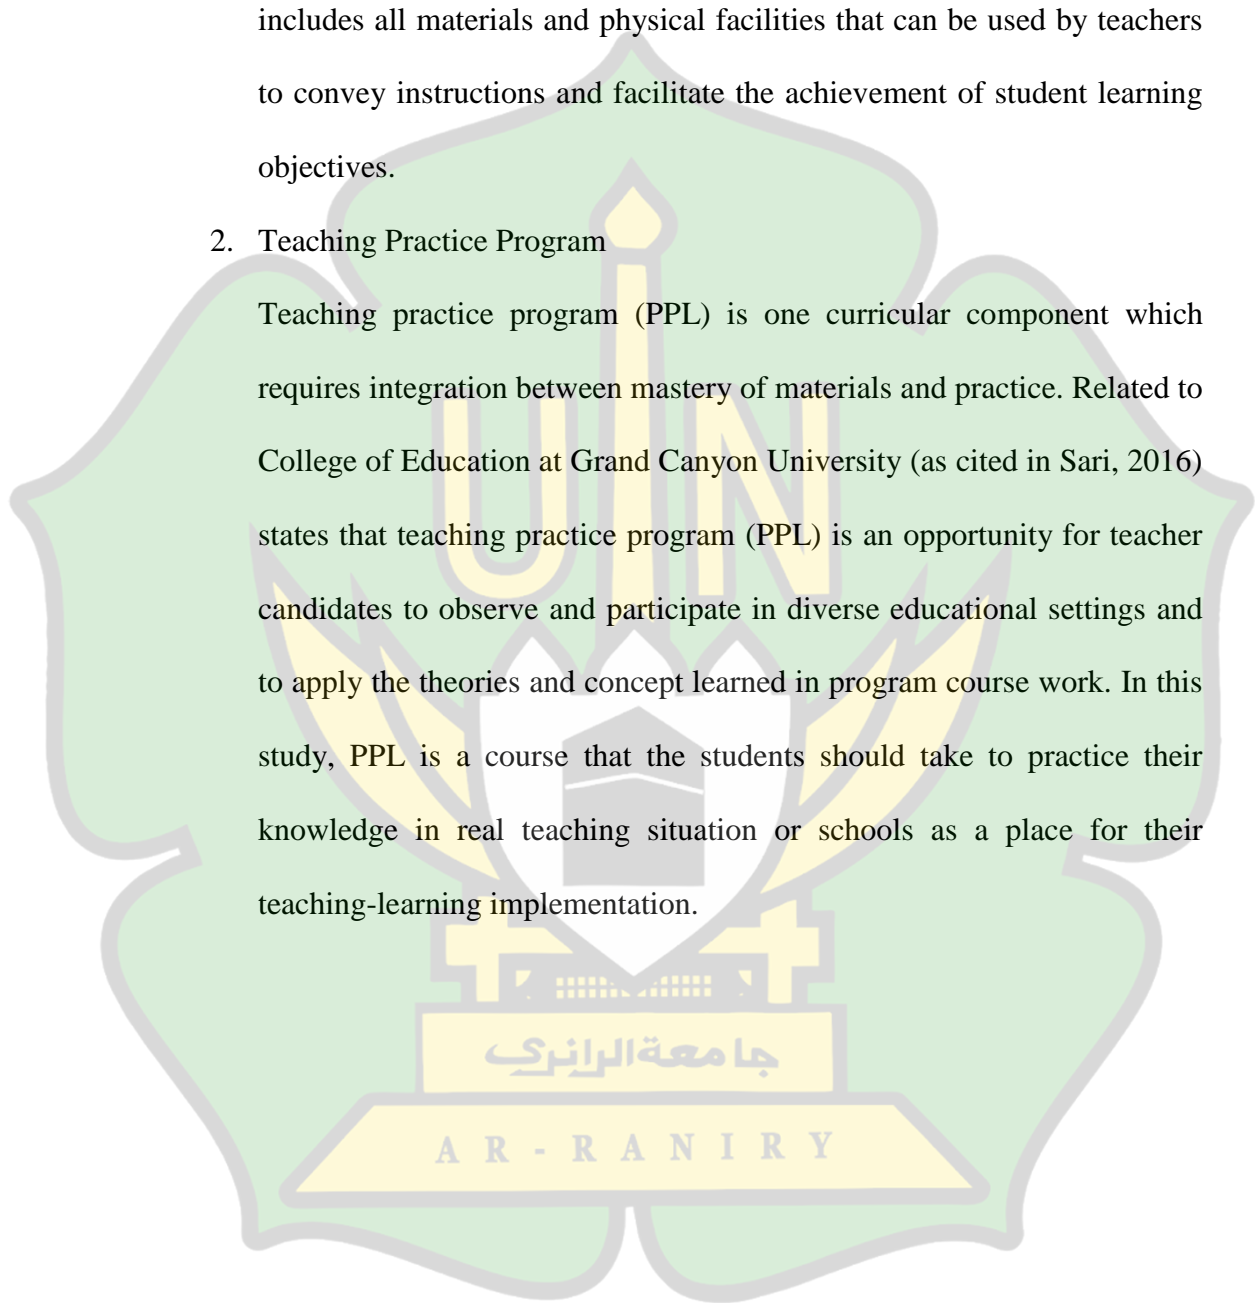 includes all materials and physical facilities that can be used by teachers
to convey instructions and facilitate the achievement of student learning
objectives.
2. Teaching Practice Program
Teaching practice program (PPL) is one curricular component which
requires integration between mastery of materials and practice. Related to
College of Education at Grand Canyon University (as cited in Sari, 2016)
states that teaching practice program (PPL) is an opportunity for teacher
candidates to observe and participate in diverse educational settings and
to apply the theories and concept learned in program course work. In this
study, PPL is a course that the students should take to practice their
knowledge in real teaching situation or schools as a place for their
teaching-learning implementation.
UIN
جامعةالرانرك
AR-RANIRY